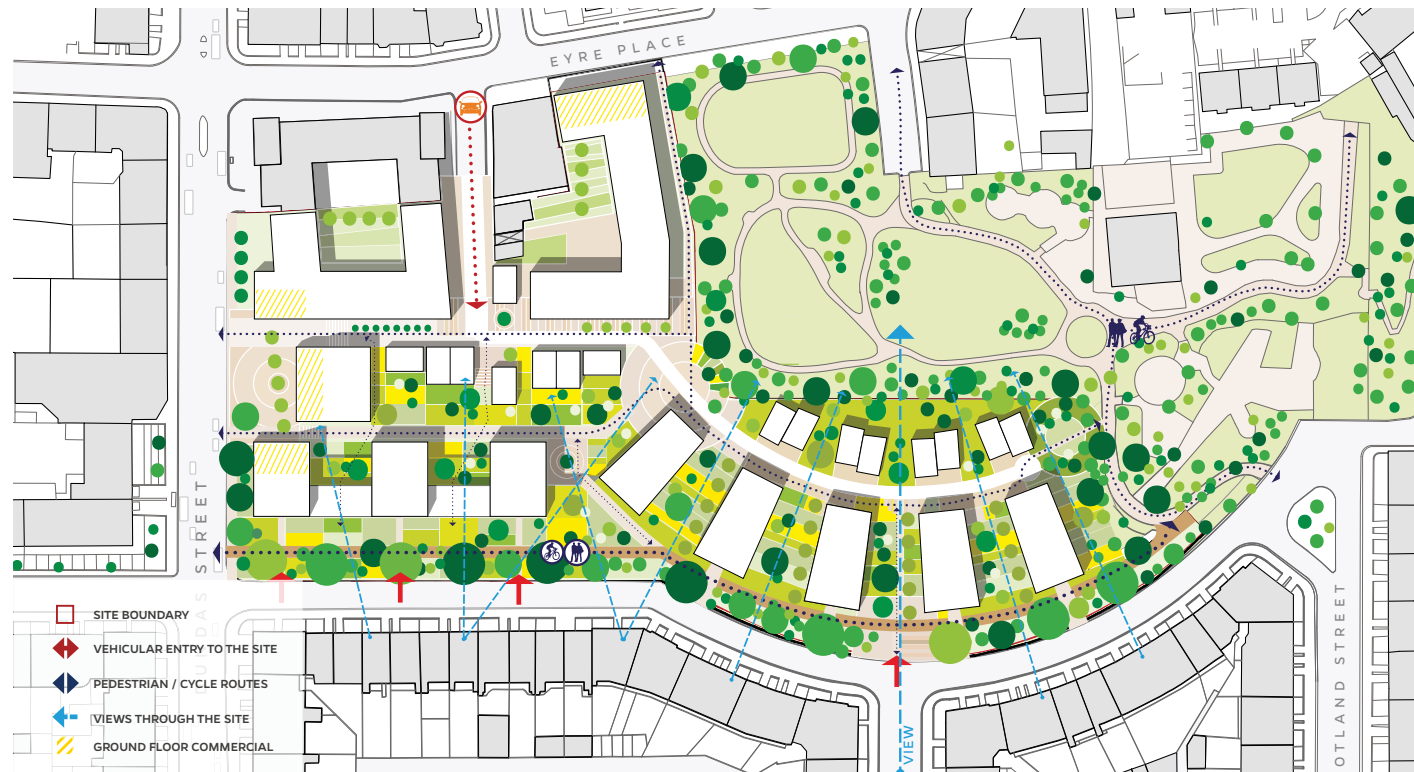 EYRE PLACE
STREET
DUNDAS
SITE BOUNDARY
VEHICULAR ENTRY TO THE SITE
PEDESTRIAN / CYCLE ROUTES
VIEWS THROUGH THE SITE
GROUND FLOOR COMMERCIAL
VIEW
OTLAND STREET